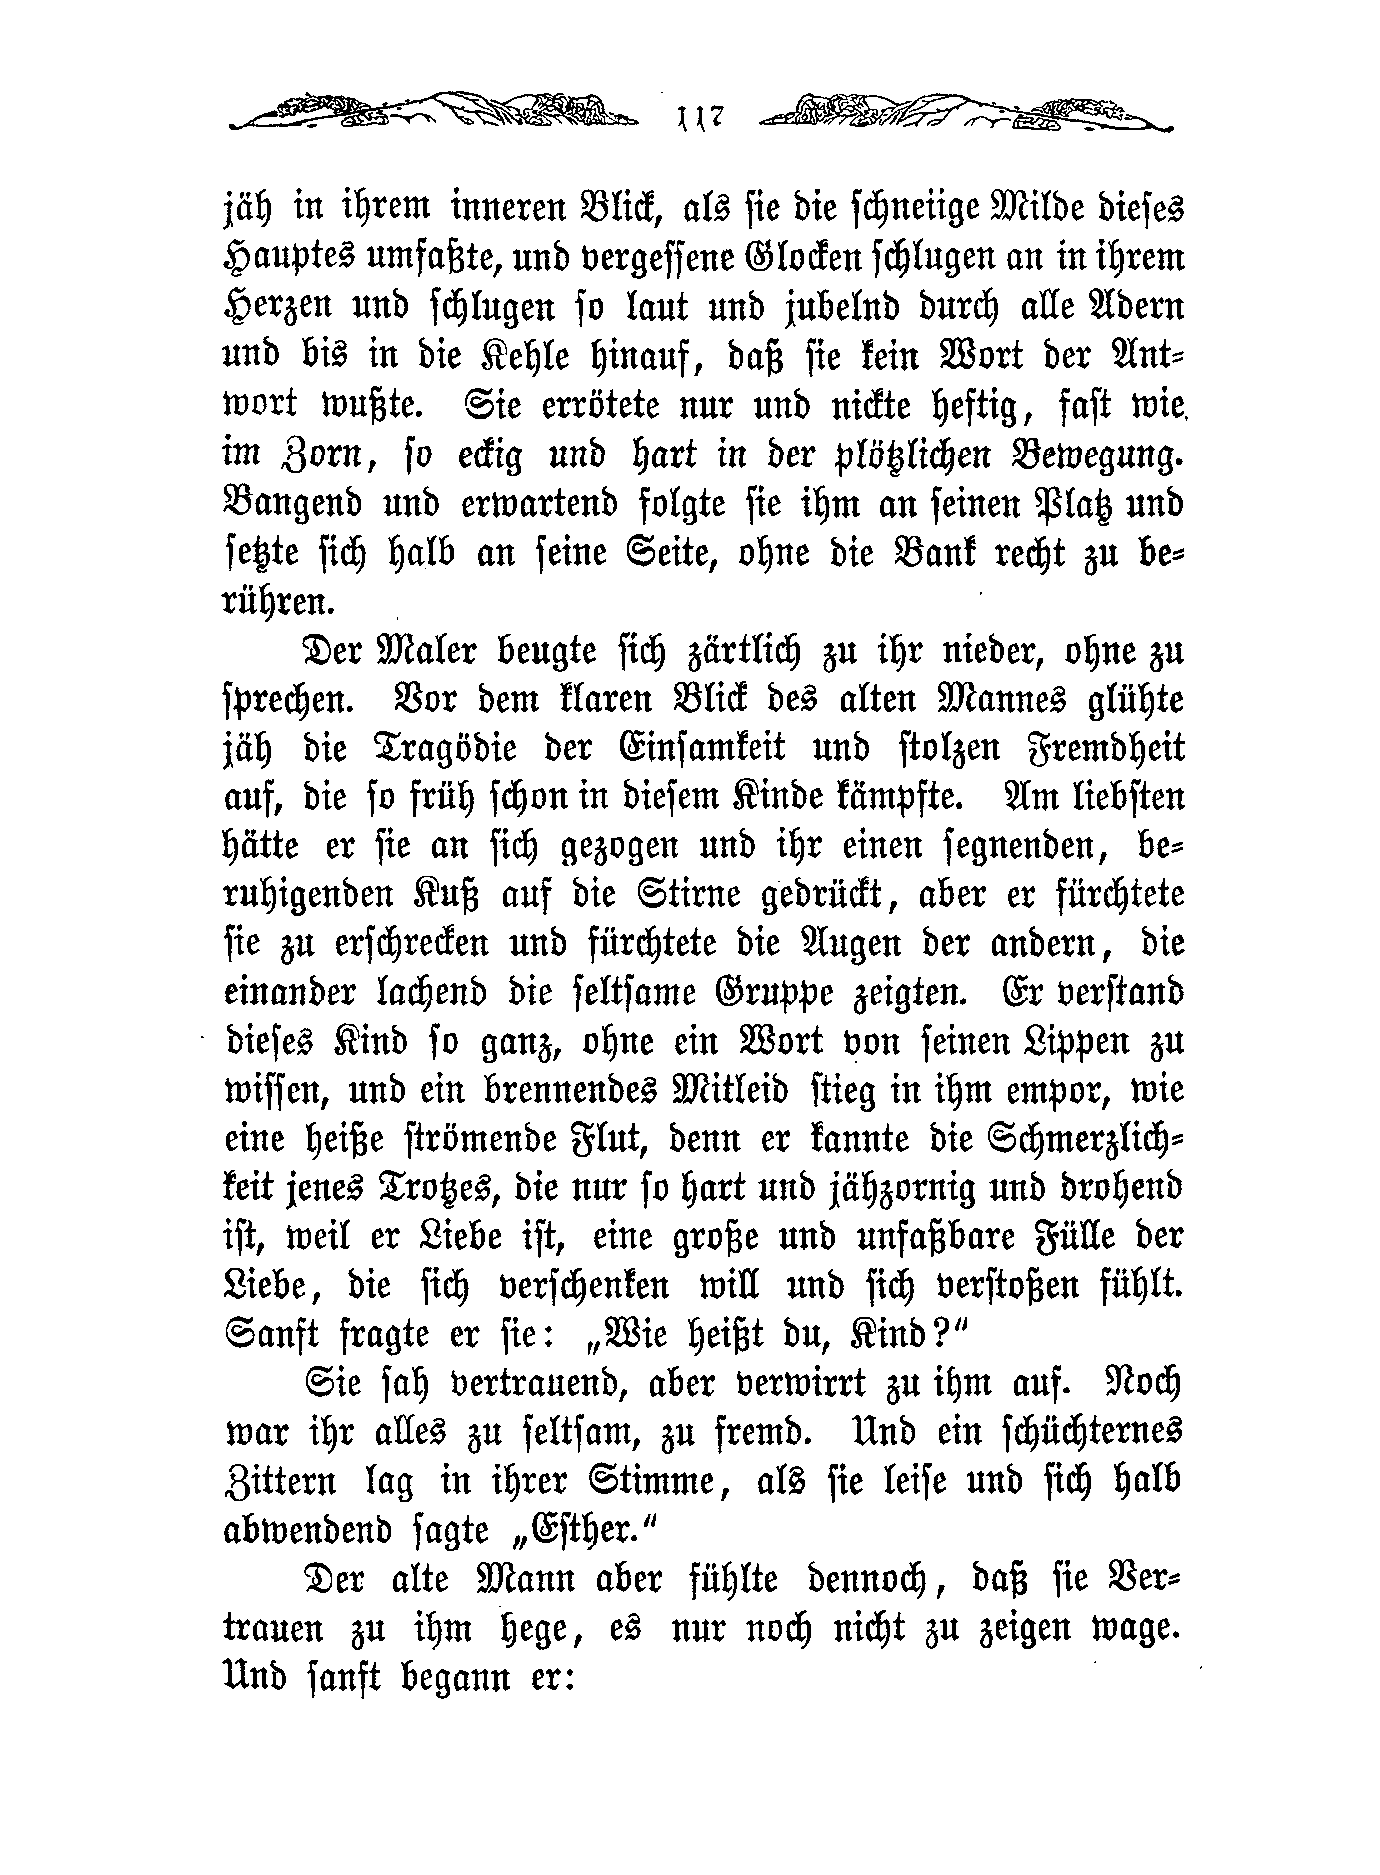 117
jäh in ihrem inneren Blick, als sie die schneiige Milde dieses
Hauptes umfaßte, und vergessene Glocken schlugen an in ihrem
Herzen und schlugen so laut und jubelnd durch alle Adern
und bis in die Kehle hinauf, daß sie kein Wort der Ant-
wort wußte. Sie errötete nur und nickte heftig, fast wie
im Zorn, so eckig und hart in der plötzlichen Bewegung.
Bangend und erwartend folgte sie ihm an seinen Platz und
setzte sich halb an seine Seite, ohne die Bank recht zu be-
rühren.
Der Maler beugte sich zärtlich zu ihr nieder, ohne zu
sprechen. Vor dem klaren Blick des alten Mannes glühte
jäh die Tragödie der Einsamkeit und stolzen Fremdheit
auf, die so früh schon in diesem Kinde kämpfte. Am liebsten
hätte er sie an sich gezogen und ihr einen segnenden, be-
ruhigenden Kuß auf die Stirne gedrückt, aber er fürchtete
sie zu erschrecken und fürchtete die Augen der andern, die
einander lachend die seltsame Gruppe zeigten. Er verstand
dieses Kind so ganz, ohne ein Wort von seinen Lippen zu
wissen, und ein brennendes Mitleid stieg in ihm empor, wie
eine heiße strömende Flut, denn er kannte die Schmerzlich-
keit jenes Trotzes, die nur so hart und jähzornig und drohend
ist, weil er Liebe ist, eine große und unfaßbare Fülle der
Liebe, die sich verschenken will und sich verstoßen fühlt.
Sanft fragte er sie: „Wie heißt du, Kind?“
Sie sah vertrauend, aber verwirrt zu ihm auf. Noch
war ihr alles zu seltsam, zu fremd. Und ein schüchternes
Zittern lag in ihrer Stimme, als sie leise und sich halb
abwendend sagte „Esther.“
Der alte Mann aber fühlte dennoch, daß sie Ver-
trauen zu ihm hege, es nur noch nicht zu zeigen wage.
Und sanft begann er: